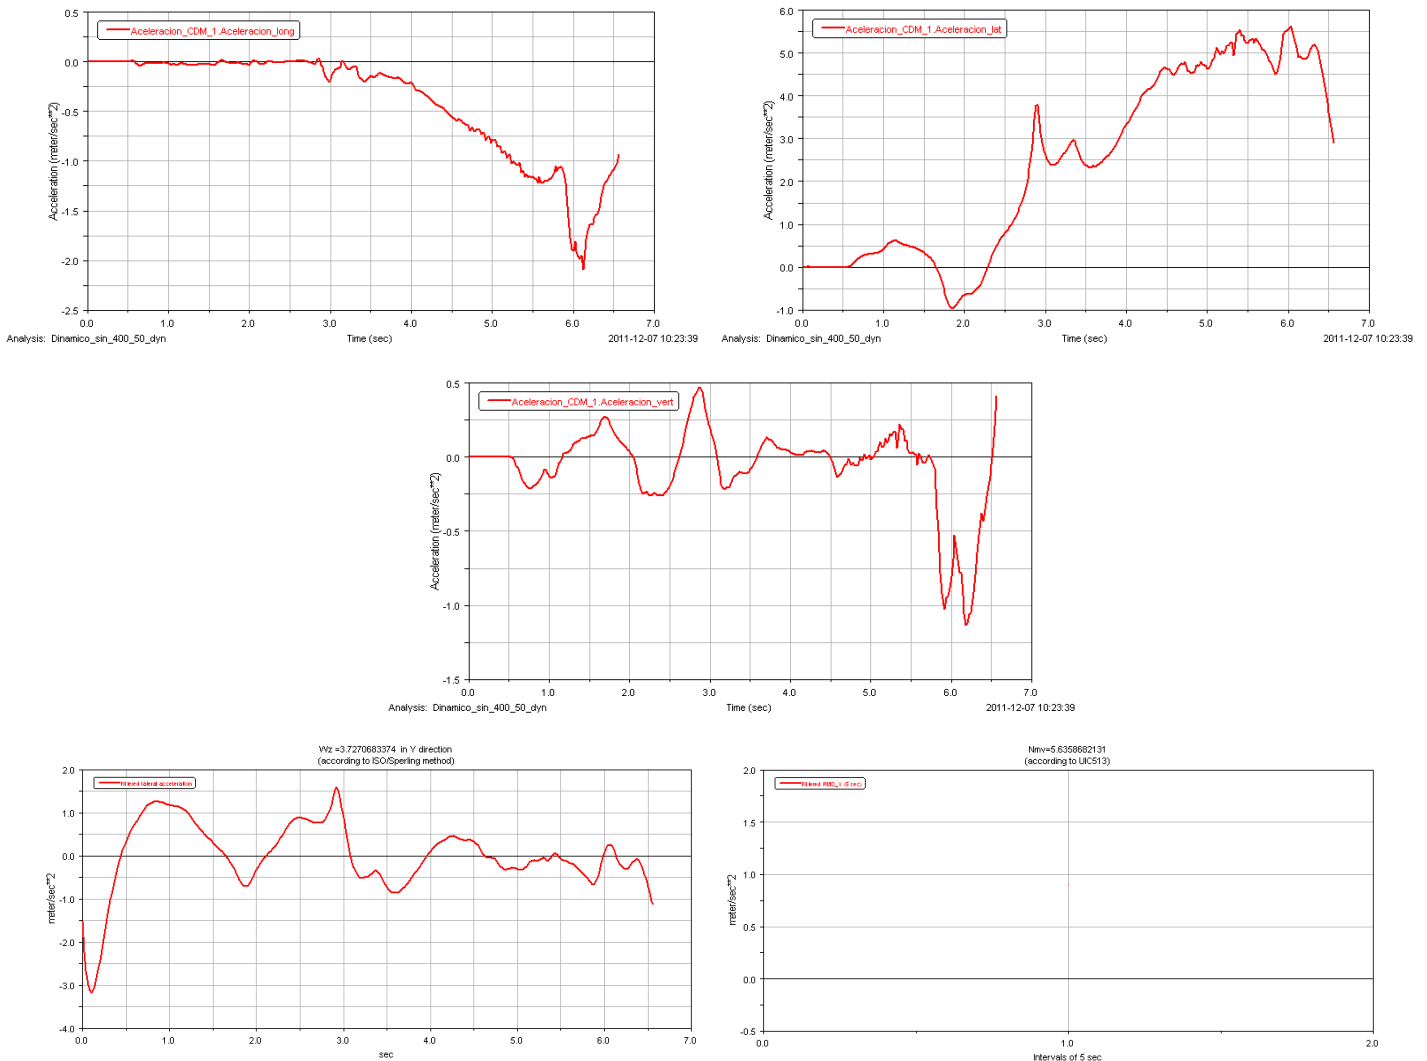 Aceleracion_CDM_1.Aceleracion_long
Acceleration (meter/sec**2)
0.5
0.0
-0.5
-1.0
-1.5
-2.0
-2.5
0.0 1.0 2.0 3.0 4.0 5.0 6.0 7.0
Analysis: Dinamico_sin_400_50_dyn Time (sec) 2011-12-07 10:23:39
Aceleracion_CDM_1.Aceleracion_lat
Acceleration (meter/sec**2)
6.0
5.0
4.0
3.0
2.0
1.0
0.0
-1.0
0.0 1.0 2.0 3.0 4.0 5.0 6.0 7.0
Analysis: Dinamico_sin_400_50_dyn Time (sec) 2011-12-07 10:23:39
Aceleracion_CDM_1.Aceleracion_vert
Acceleration (meter/sec**2)
0.5
0.0
-0.5
-1.0
-1.5
0.0 1.0 2.0 3.0 4.0 5.0 6.0 7.0
Analysis: Dinamico_sin_400_50_dyn Time (sec) 2011-12-07 10:23:39
Wz =3.7270683374 in Y direction
(according to ISO/Sperling method)
Filtered lateral acceleration
meter/sec**2
2.0
1.0
0.0
-1.0
-2.0
-3.0
-4.0
0.0 1.0 2.0 3.0 4.0 5.0 6.0 7.0
sec
Nmv=5.6358682131
(according to UIC513)
Filtered RMQ_Y (5 sec)
meter/sec**2
2.0
1.5
1.0
0.5
0.0
-0.5
0.0 1.0 2.0
Intervals of 5 sec